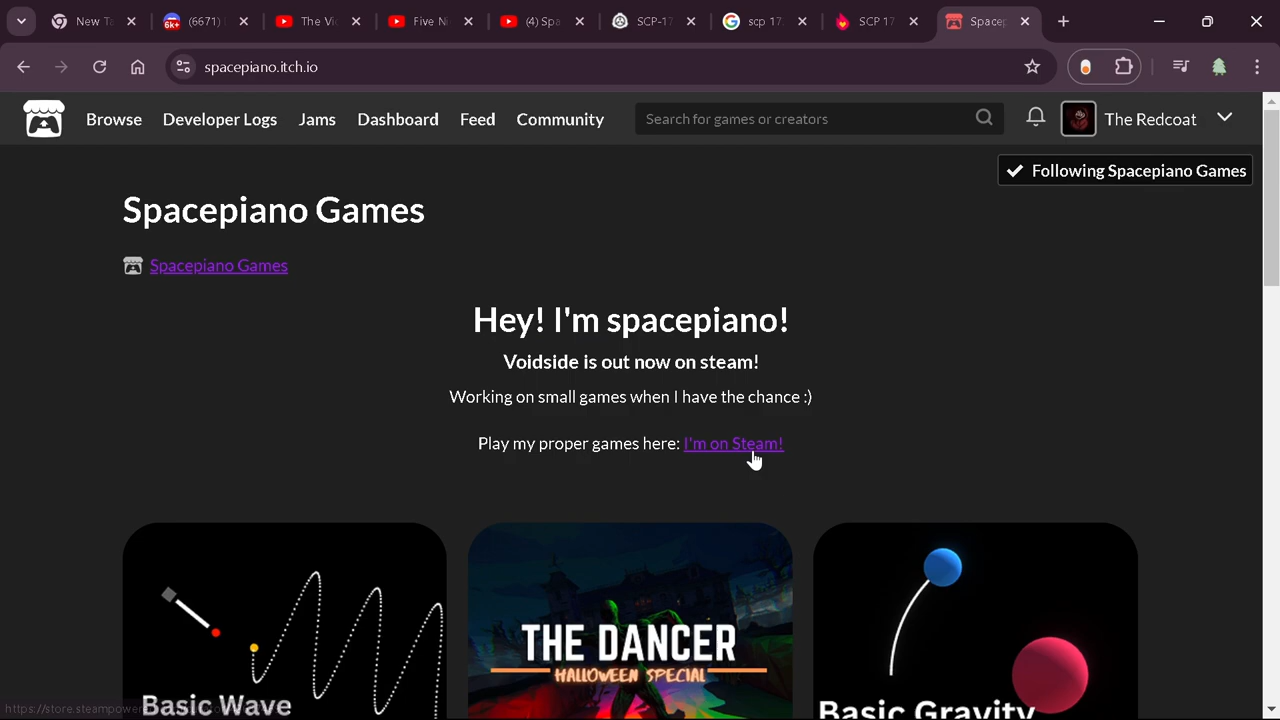 New Ta
(6671)
6k+
The Vi
Five Ni
(4) Spa
SCP-17
scp 17
SCP 17
Spacep
spacepiano.itch.io
Browse
Developer Logs
Jams
Dashboard
Feed
Community
Search for games or creators
The Redcoat
Following Spacepiano Games
Spacepiano Games
Spacepiano Games
Hey! I'm spacepiano!
Voidside is out now on steam!
Working on small games when I have the chance :)
Play my proper games here: I'm on Steam!
Basic Wave
THE DANCER
HALLOWEEN SPECIAL
Basic Gravity